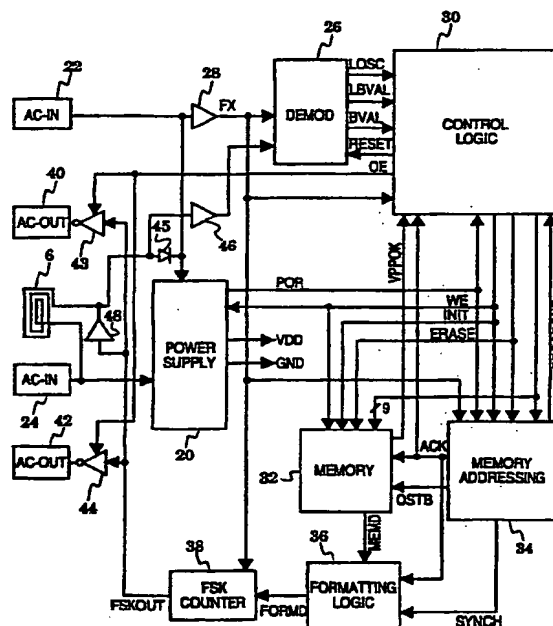 26
30
22
28
LOSC
LBVAL
BVAL
RESET
OE
AC-IN
FX
DEMOD
CONTROL
LOGIC
40
AC-OUT
43
45
46
6
48
POR
WE
INIT
ERASE
VPPOK
POWER
SUPPLY
VDD
GND
AC-IN
24
20
9
ACK
42
AC-OUT
44
32
MEMORY
OSTB
MEMORY
ADDRESSING
34
MEMD
38
36
FSK
COUNTER
FORMATTING
LOGIC
FSKOUT
FORMD
SYNCH